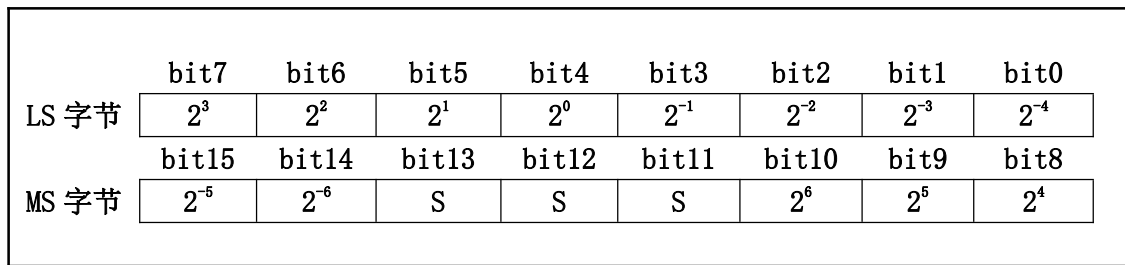 bit7 bit6 bit5 bit4 bit3 bit2 bit1 bit0
LS 字节 2³ 2² 2¹ 2⁰ 2⁻¹ 2⁻² 2⁻³ 2⁻⁴
bit15 bit14 bit13 bit12 bit11 bit10 bit9 bit8
MS 字节 2⁻⁵ 2⁻⁶ S S S 2⁶ 2⁵ 2⁴